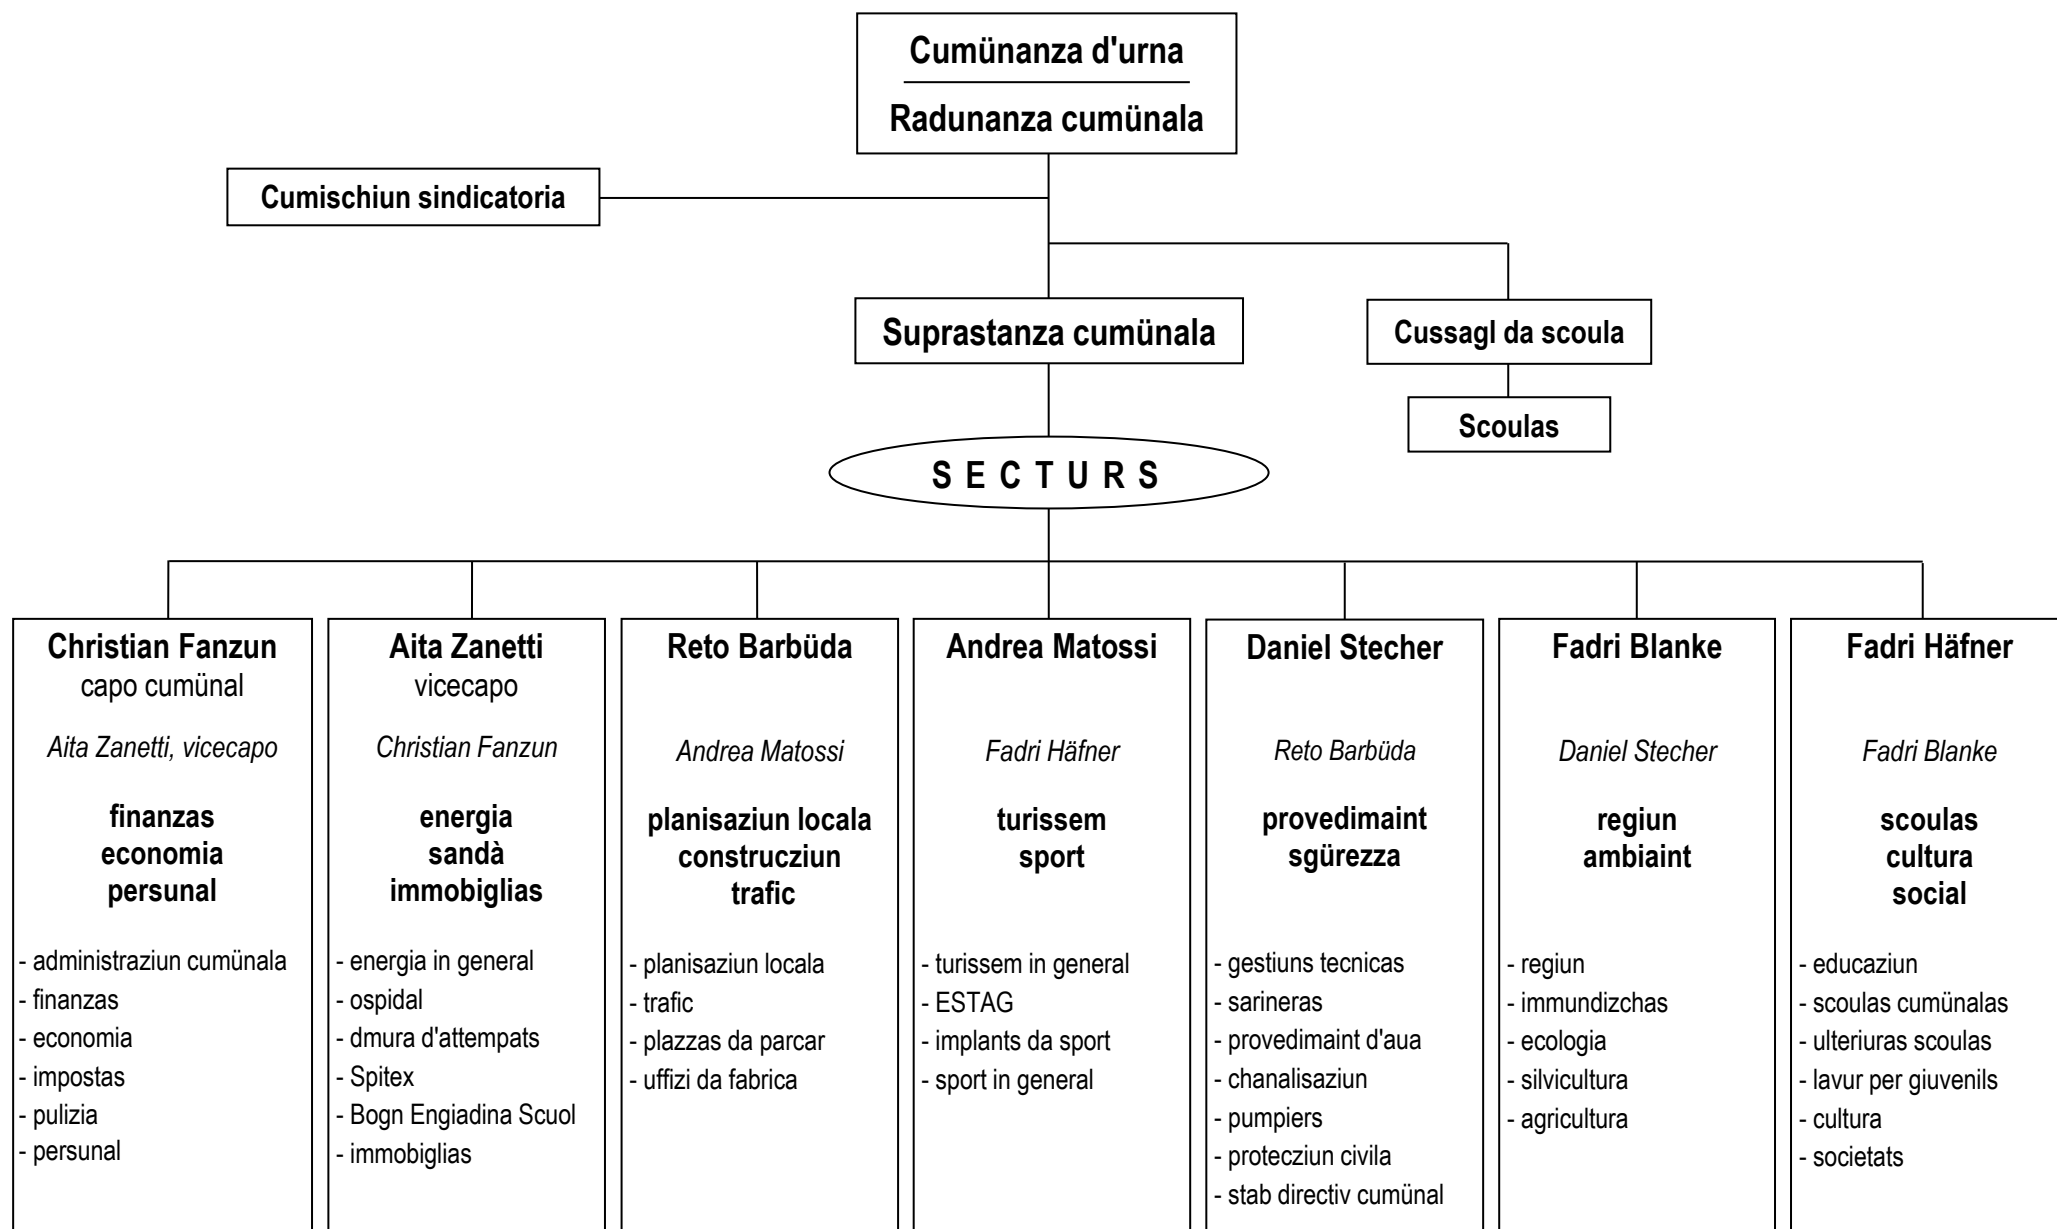 Cumünanza d'urna
Radunanza cumünala
Cumischiun sindicatoria
Suprastanza cumünala
Cussagl da scoula
Scoulas
S E C T U R S
Christian Fanzun
capo cumünal
Aita Zanetti, vicecapo
finanzas
economia
persunal
- administraziun cumünala
- finanzas
- economia
- impostas
- pulizia
- persunal
Aita Zanetti
vicecapo
Christian Fanzun
energia
sandà
immobiglias
- energia in general
- ospidal
- dmura d'attempats
- Spitex
- Bogn Engiadina Scuol
- immobiglias
Reto Barbüda
Andrea Matossi
planisaziun locala
construcziun
trafic
- planisaziun locala
- trafic
- plazzas da parcar
- uffizi da fabrica
Andrea Matossi
Fadri Häfner
turissem
sport
- turissem in general
- ESTAG
- implants da sport
- sport in general
Daniel Stecher
Reto Barbüda
provedimaint
sgürezza
- gestiuns tecnicas
- sarineras
- provedimaint d'aua
- chanalisaziun
- pumpiers
- protecziun civila
- stab directiv cumünal
Fadri Blanke
Daniel Stecher
regiun
ambiaint
- regiun
- immundizchas
- ecologia
- silvicultura
- agricultura
Fadri Häfner
Fadri Blanke
scoulas
cultura
social
- educaziun
- scoulas cumünalas
- ulteriuras scoulas
- lavur per giuvenils
- cultura
- societats